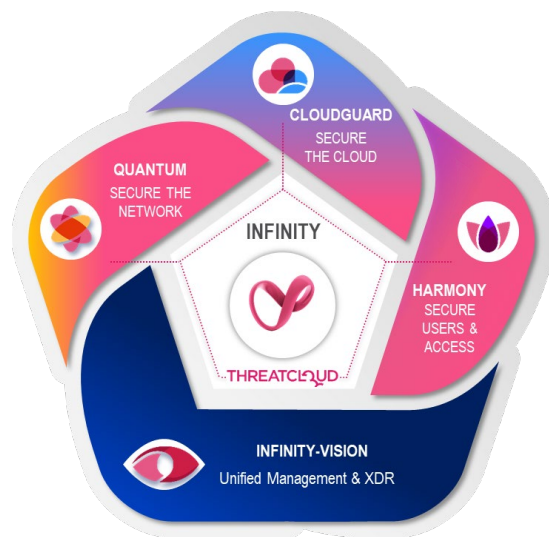 CLOUDGUARD
SECURE
THE CLOUD
QUANTUM
SECURE THE
NETWORK
INFINITY
HARMONY
SECURE
USERS &
ACCESS
THREATCLOUD
INFINITY-VISION
Unified Management & XDR